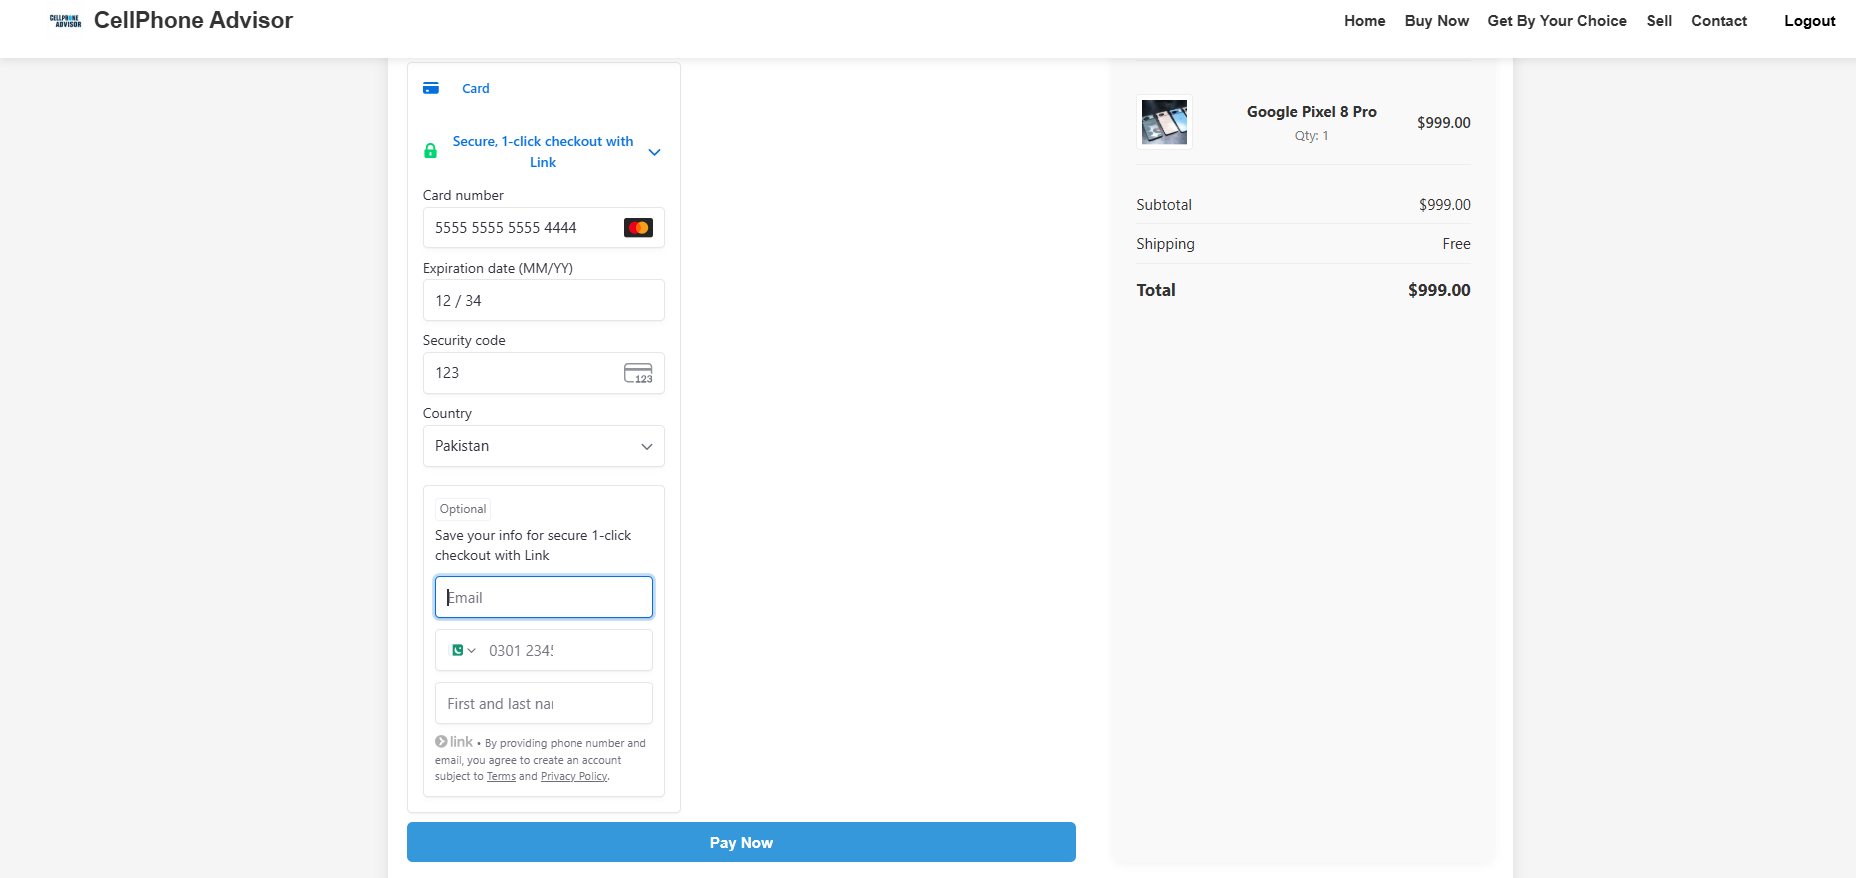 CELLPHONE
ADVISOR
CellPhone Advisor
Home
Buy Now
Get By Your Choice
Sell
Contact
Logout
Card
Secure, 1-click checkout with
Link
Card number
5555 5555 5555 4444
Expiration date (MM/YY)
12 / 34
Security code
123
123
Country
Pakistan
Optional
Save your info for secure 1-click
checkout with Link
Email
0301 2345
First and last nar
link • By providing phone number and
email, you agree to create an account
subject to Terms and Privacy Policy.
Pay Now
Google Pixel 8 Pro
Qty: 1
$999.00
Subtotal
$999.00
Shipping
Free
Total
$999.00